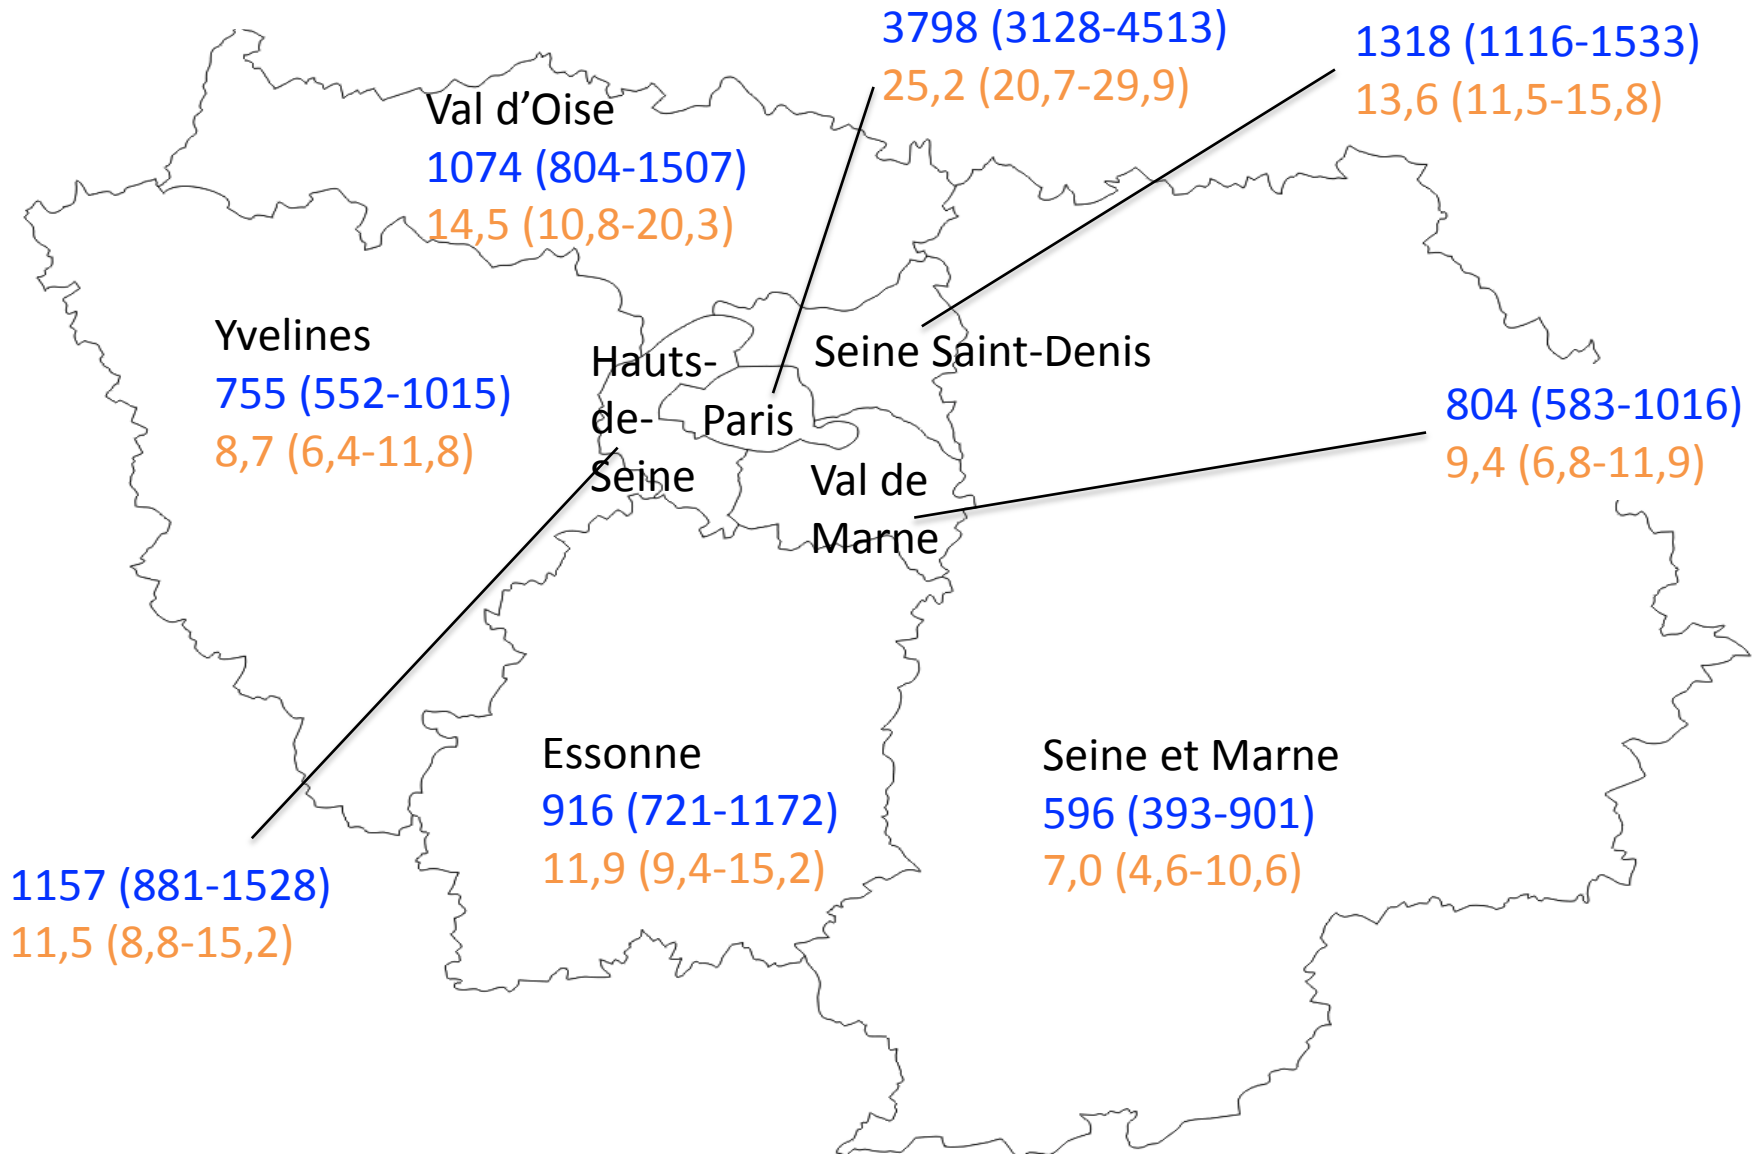 3798 (3128-4513)
25,2 (20,7-29,9)
1318 (1116-1533)
13,6 (11,5-15,8)
Val d’Oise
1074 (804-1507)
14,5 (10,8-20,3)
Yvelines
755 (552-1015)
8,7 (6,4-11,8)
Hauts-
de-
Seine
Paris
Seine Saint-Denis
804 (583-1016)
9,4 (6,8-11,9)
Val de
Marne
Essonne
916 (721-1172)
11,9 (9,4-15,2)
Seine et Marne
596 (393-901)
7,0 (4,6-10,6)
1157 (881-1528)
11,5 (8,8-15,2)